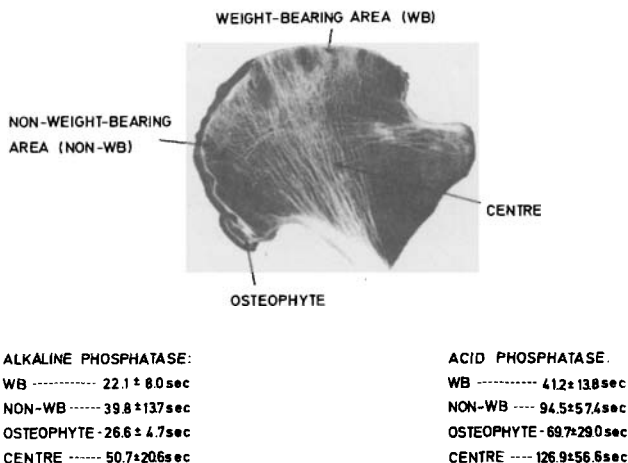 WEIGHT-BEARING AREA (WB)
NON-WEIGHT-BEARING
AREA (NON-WB)
CENTRE
OSTEOPHYTE
ALKALINE PHOSPHATASE:
WB ----------- 22.1 ± 8.0 sec
NON-WB ------ 39.8 ±13.7 sec
OSTEOPHYTE - 26.6 ± 4.7 sec
CENTRE ------ 50.7 ±20.6 sec
ACID PHOSPHATASE.
WB ---------- 41.2± 13.8 sec
NON-WB ---- 94.5±57.4 sec
OSTEOPHYTE - 69.7±29.0 sec
CENTRE ---- 126.9±56.6 sec